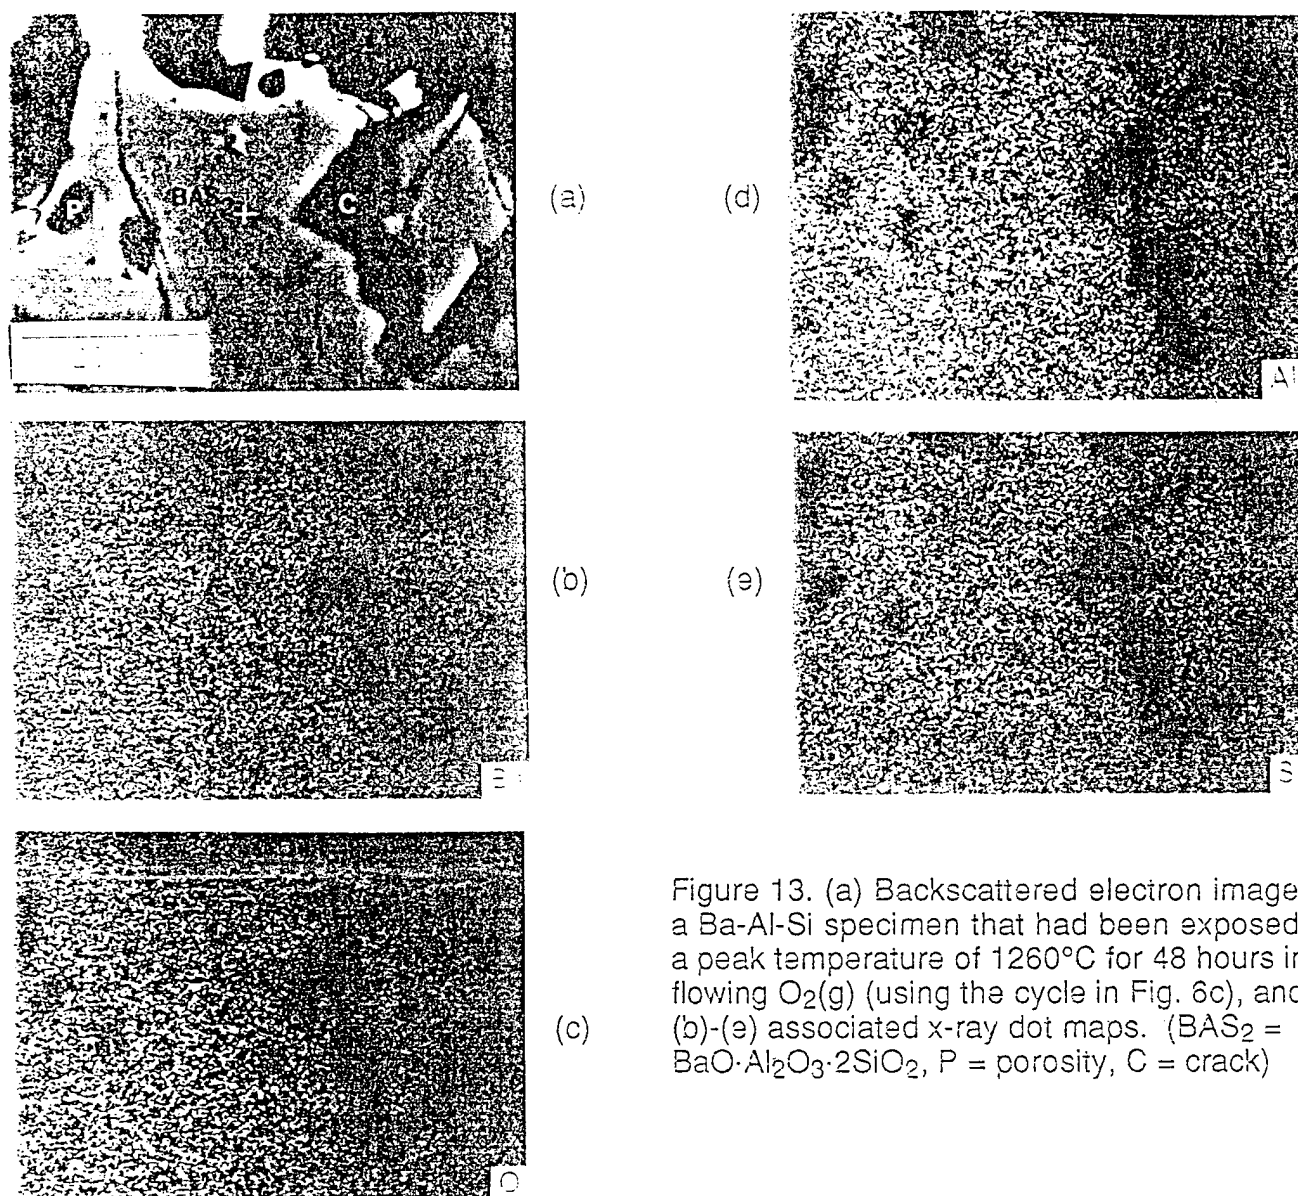 P
BAS
C
(a)
(d)
Al
(b)
(e)
(c)
O
Figure 13. (a) Backscattered electron image
a Ba-Al-Si specimen that had been exposed
a peak temperature of 1260°C for 48 hours in
flowing O₂(g) (using the cycle in Fig. 6c), and
(b)-(e) associated x-ray dot maps. (BAS₂ =
BaO·Al₂O₃·2SiO₂, P = porosity, C = crack)